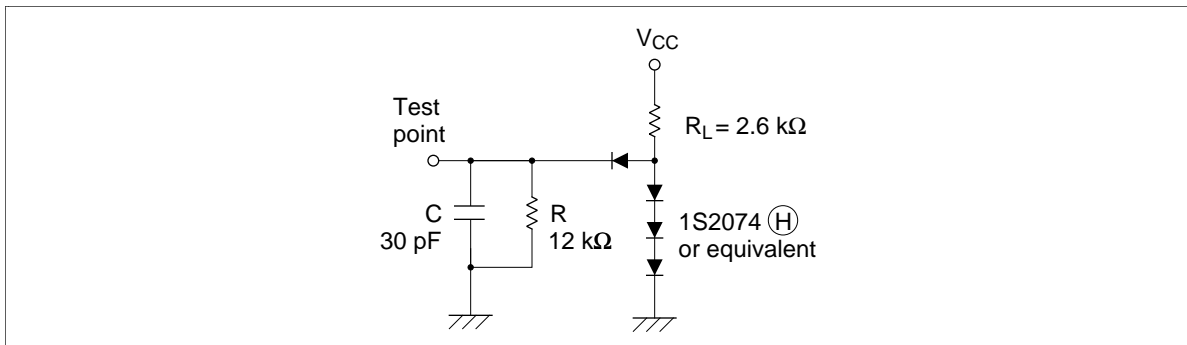 VCC
Test
point
RL = 2.6 kΩ
C
30 pF
R
12 kΩ
1S2074 Ⓗ
or equivalent